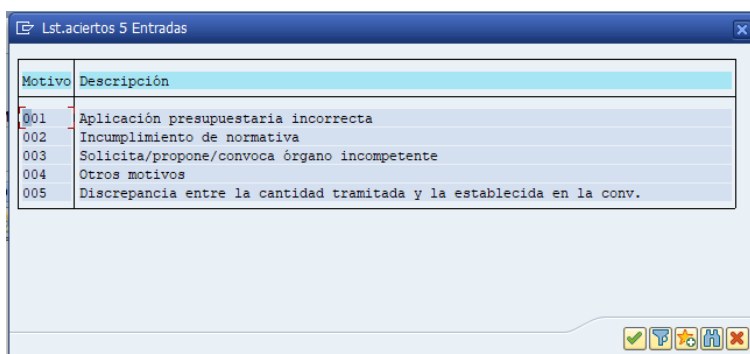 Lst.aciertos 5 Entradas
Motivo Descripción
001 Aplicación presupuestaria incorrecta
002 Incumplimiento de normativa
003 Solicita/propone/convoca órgano incompetente
004 Otros motivos
005 Discrepancia entre la cantidad tramitada y la establecida en la conv.